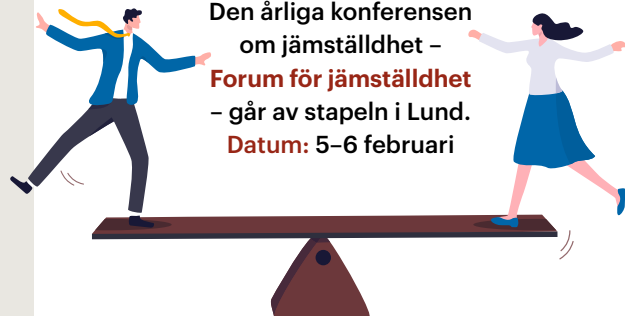 Den årliga konferensen
om jämställdhet –
Forum för jämställdhet
– går av stapeln i Lund.
Datum: 5–6 februari